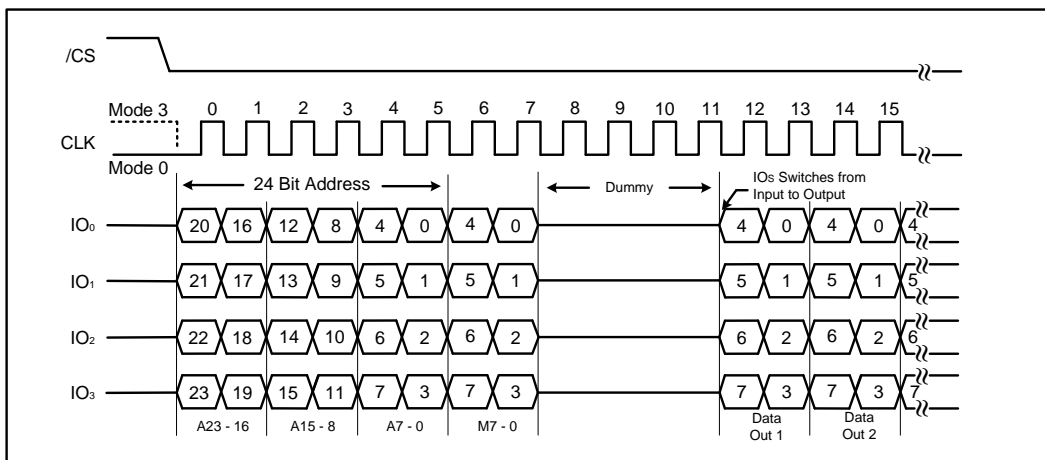 /CS
Mode 3 0 1 2 3 4 5 6 7 8 9 10 11 12 13 14 15
CLK
Mode 0
24 Bit Address Dummy IOs Switches from
Input to Output
IO₀ 20 16 12 8 4 0 4 0 4 0 4 0 4
IO₁ 21 17 13 9 5 1 5 1 5 1 5 1 5
IO₂ 22 18 14 10 6 2 6 2 6 2 6 2 6
IO₃ 23 19 15 11 7 3 7 3 7 3 7 3 7
A23 - 16 A15 - 8 A7 - 0 M7 - 0 Data Data
Out 1 Out 2